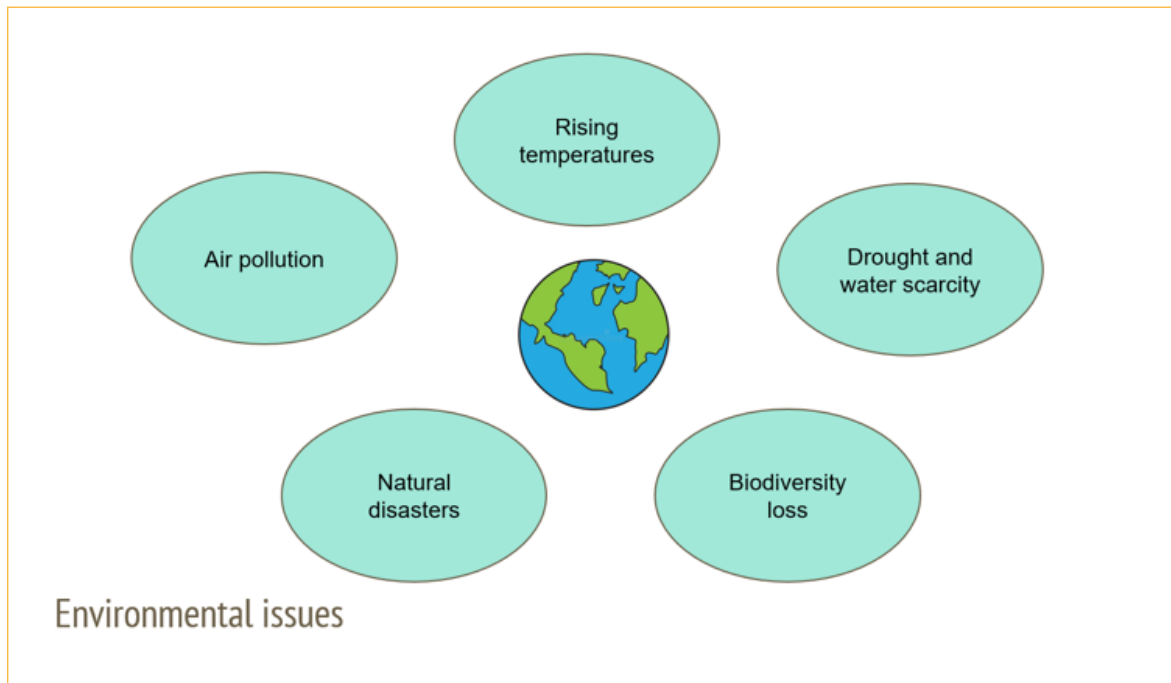 Rising
temperatures
Air pollution
Drought and
water scarcity
Natural
disasters
Biodiversity
loss
Environmental issues